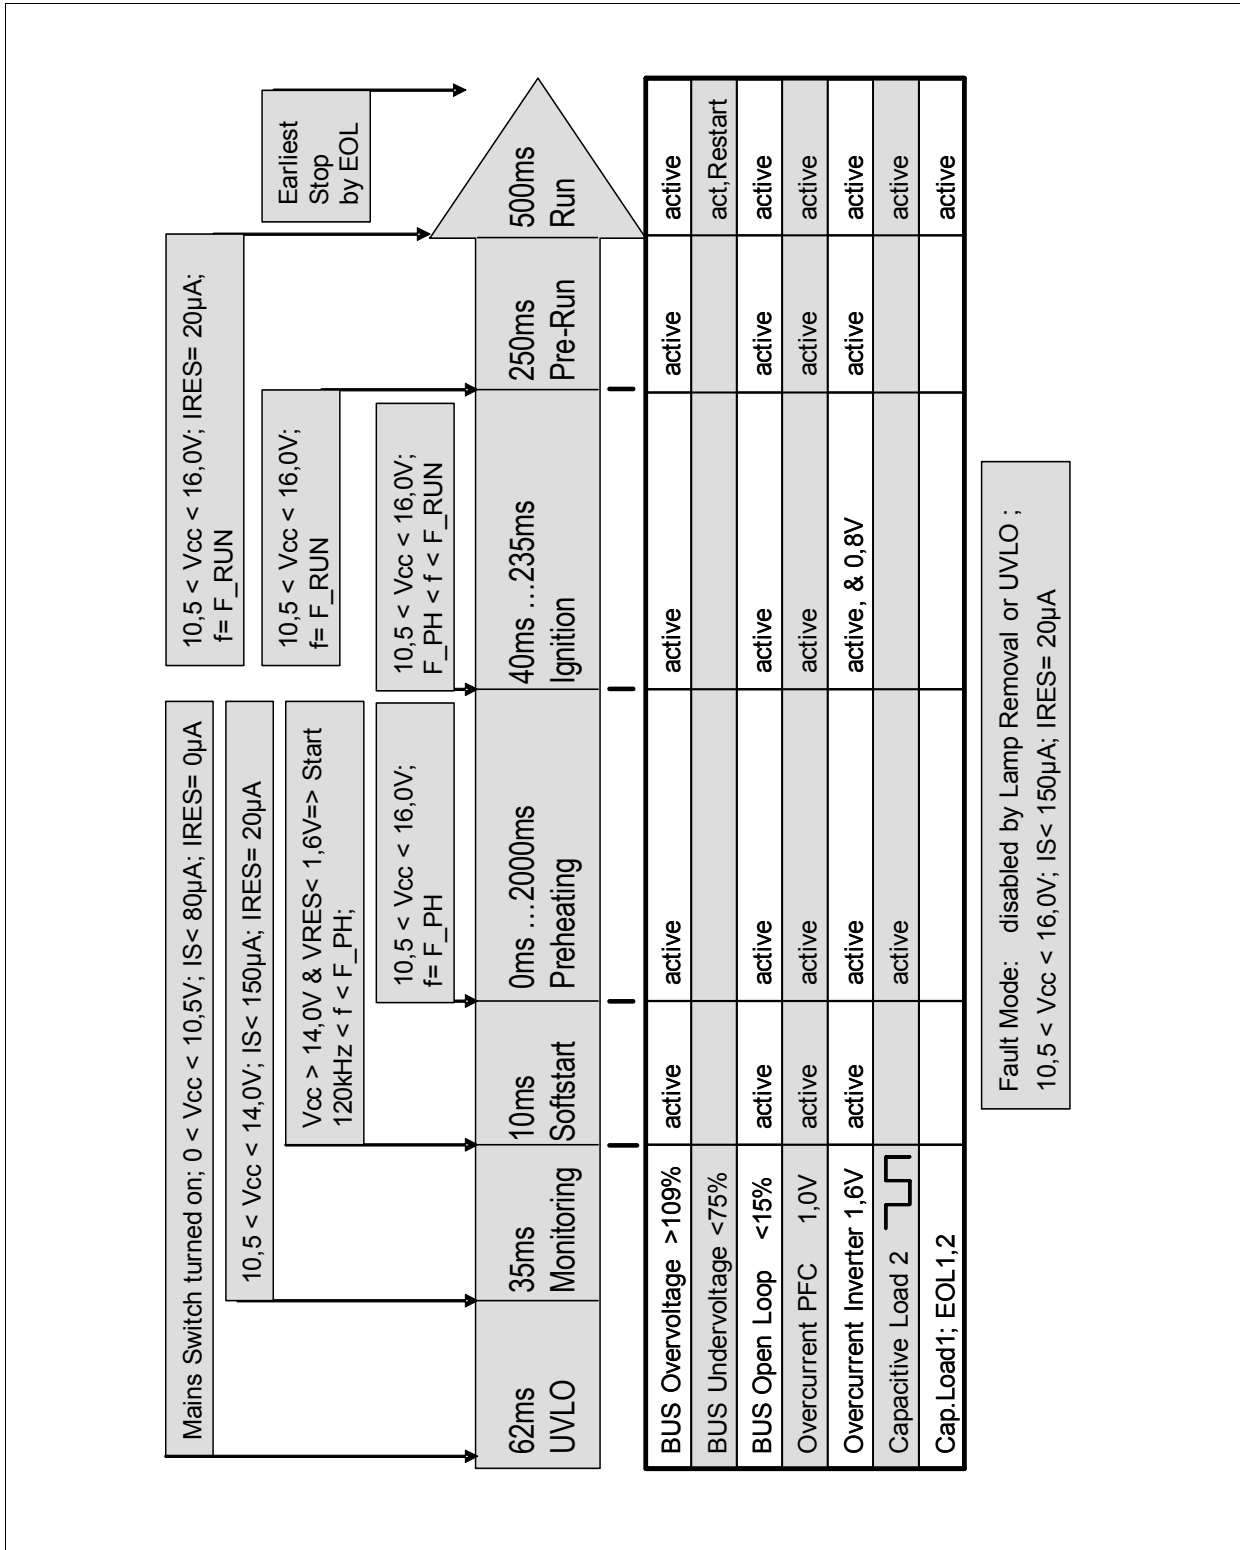 Mains Switch turned on; 0 < Vcc < 10,5V; IS< 80µA; IRES= 0µA
10,5 < Vcc < 14,0V; IS< 150µA; IRES= 20µA
Vcc > 14,0V & VRES< 1,6V=> Start
120kHz < f < F_PH;
10,5 < Vcc < 16,0V;
f= F_PH
10,5 < Vcc < 16,0V; IRES= 20µA;
f= F_RUN
10,5 < Vcc < 16,0V;
f= F_RUN
10,5 < Vcc < 16,0V;
F_PH < f < F_RUN
Earliest
Stop
by EOL
62ms
UVLO
35ms
Monitoring
10ms
Softstart
0ms ...2000ms
Preheating
40ms ...235ms
Ignition
250ms
Pre-Run
500ms
Run
BUS Overvoltage >109% active active active active active
BUS Undervoltage <75% act,Restart
BUS Open Loop <15% active active active active active
Overcurrent PFC 1,0V active active active active active
Overcurrent Inverter 1,6V active active active, & 0,8V active active
Capacitive Load 2 active active
Cap.Load1; EOL1,2 active
Fault Mode: disabled by Lamp Removal or UVLO ;
10,5 < Vcc < 16,0V; IS< 150µA; IRES= 20µA